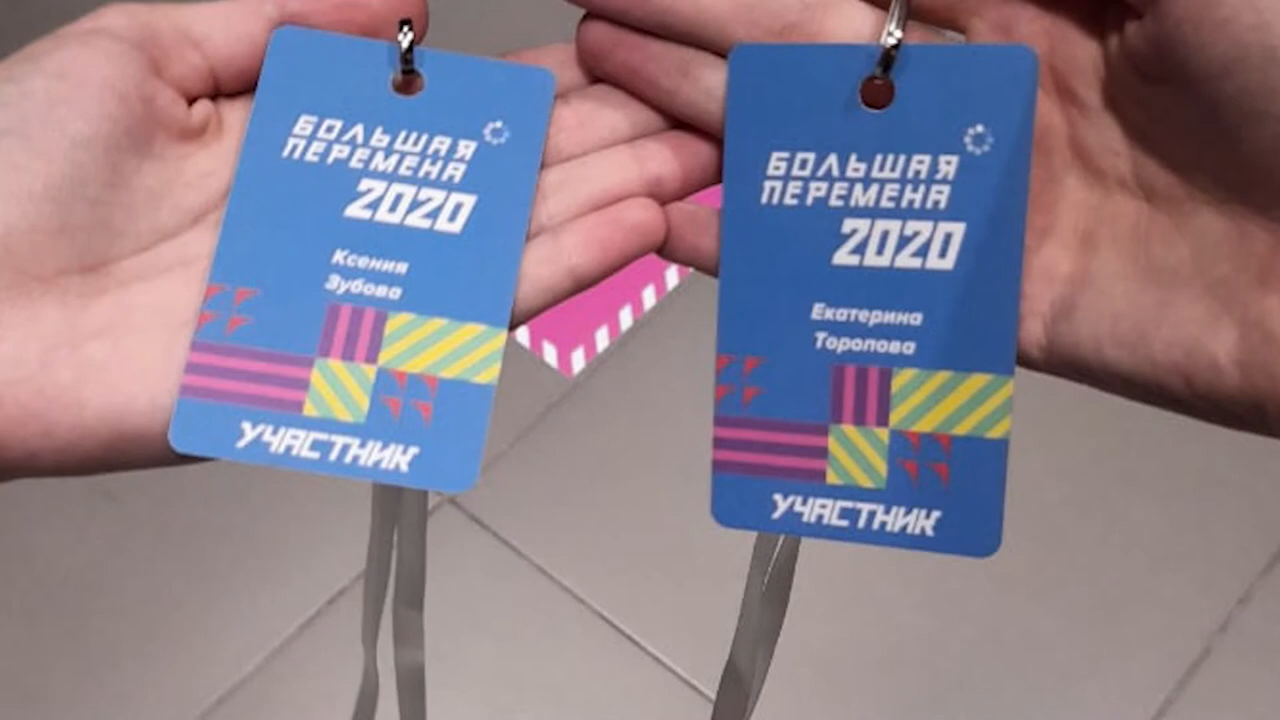 БОЛЬШАЯ
ПЕРЕМЕНА
2020
Ксения
Зубова
УЧАСТНИК
БОЛЬШАЯ
ПЕРЕМЕНА
2020
Екатерина
Торопова
УЧАСТНИК